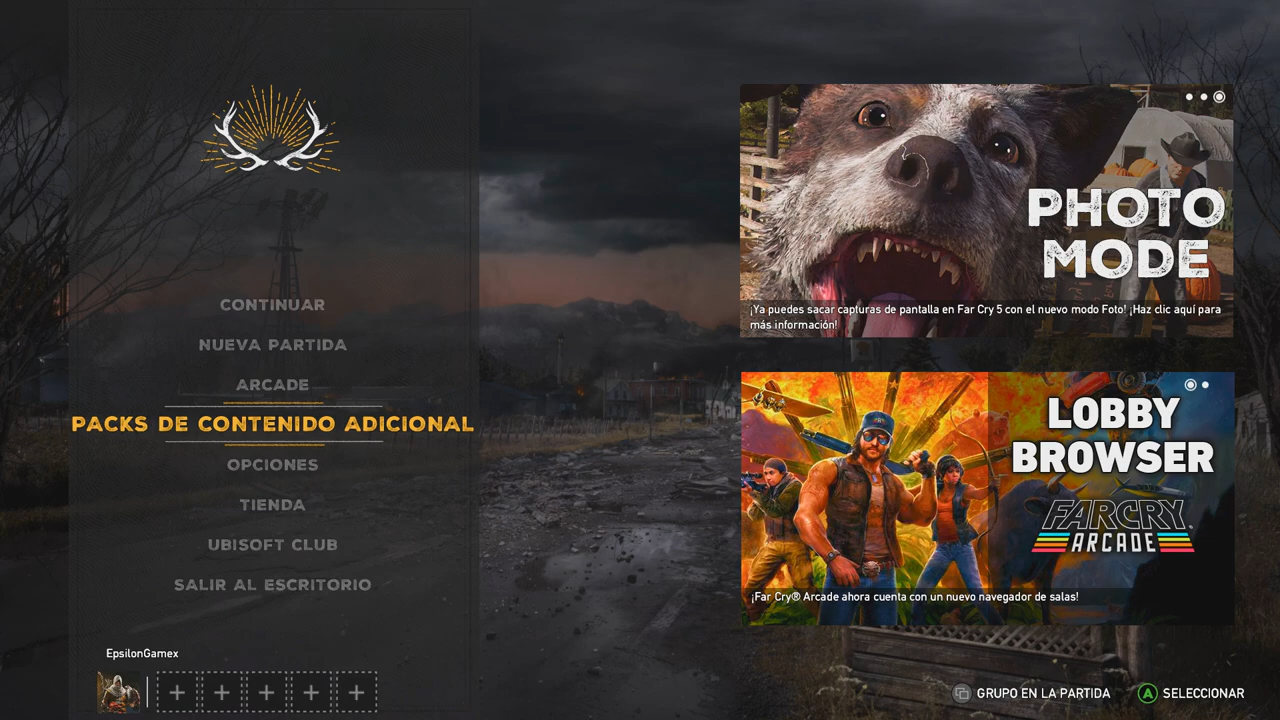 CONTINUAR
NUEVA PARTIDA
ARCADE
PACKS DE CONTENIDO ADICIONAL
OPCIONES
TIENDA
UBISOFT CLUB
SALIR AL ESCRITORIO
EpsilonGamex
PHOTO
MODE
¡Ya puedes sacar capturas de pantalla en Far Cry 5 con el nuevo modo Foto! ¡Haz clic aquí para
más información!
LOBBY
BROWSER
FARCRY
ARCADE
¡Far Cry® Arcade ahora cuenta con un nuevo navegador de salas!
GRUPO EN LA PARTIDA
A SELECCIONAR